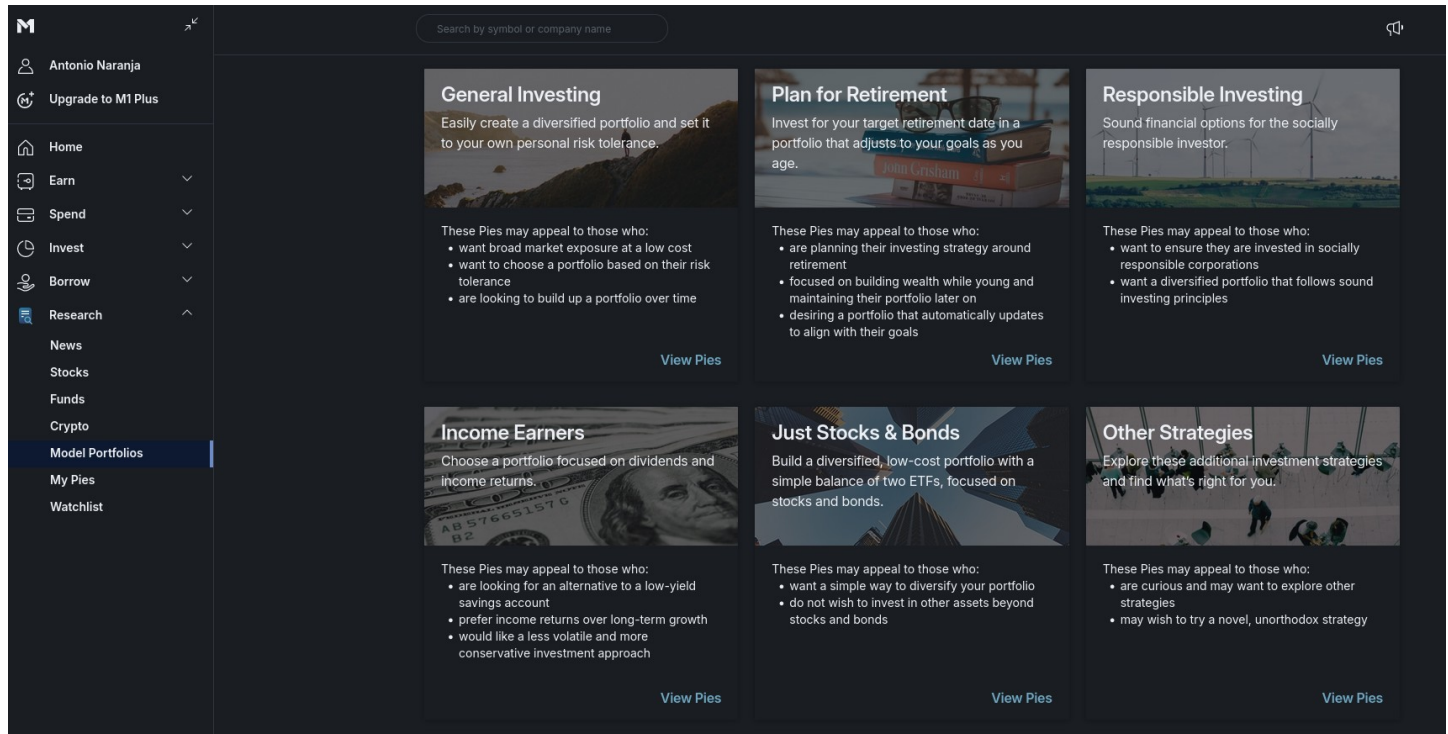 M
Antonio Naranja
Upgrade to M1 Plus
Home
Earn
Spend
Invest
Borrow
Research
News
Stocks
Funds
Crypto
Model Portfolios
My Pies
Watchlist
Search by symbol or company name
General Investing
Easily create a diversified portfolio and set it
to your own personal risk tolerance.
These Pies may appeal to those who:
• want broad market exposure at a low cost
• want to choose a portfolio based on their risk
tolerance
• are looking to build up a portfolio over time
View Pies
Plan for Retirement
Invest for your target retirement date in a
portfolio that adjusts to your goals as you
age.
John Grisham
These Pies may appeal to those who:
• are planning their investing strategy around
retirement
• focused on building wealth while young and
maintaining their portfolio later on
• desiring a portfolio that automatically updates
to align with their goals
View Pies
Responsible Investing
Sound financial options for the socially
responsible investor.
These Pies may appeal to those who:
• want to ensure they are invested in socially
responsible corporations
• want a diversified portfolio that follows sound
investing principles
View Pies
Income Earners
Choose a portfolio focused on dividends and
income returns.
AB 57665157 G
B2
These Pies may appeal to those who:
• are looking for an alternative to a low-yield
savings account
• prefer income returns over long-term growth
• would like a less volatile and more
conservative investment approach
View Pies
Just Stocks & Bonds
Build a diversified, low-cost portfolio with a
simple balance of two ETFs, focused on
stocks and bonds.
These Pies may appeal to those who:
• want a simple way to diversify your portfolio
• do not wish to invest in other assets beyond
stocks and bonds
View Pies
Other Strategies
Explore these additional investment strategies
and find what's right for you.
These Pies may appeal to those who:
• are curious and may want to explore other
strategies
• may wish to try a novel, unorthodox strategy
View Pies